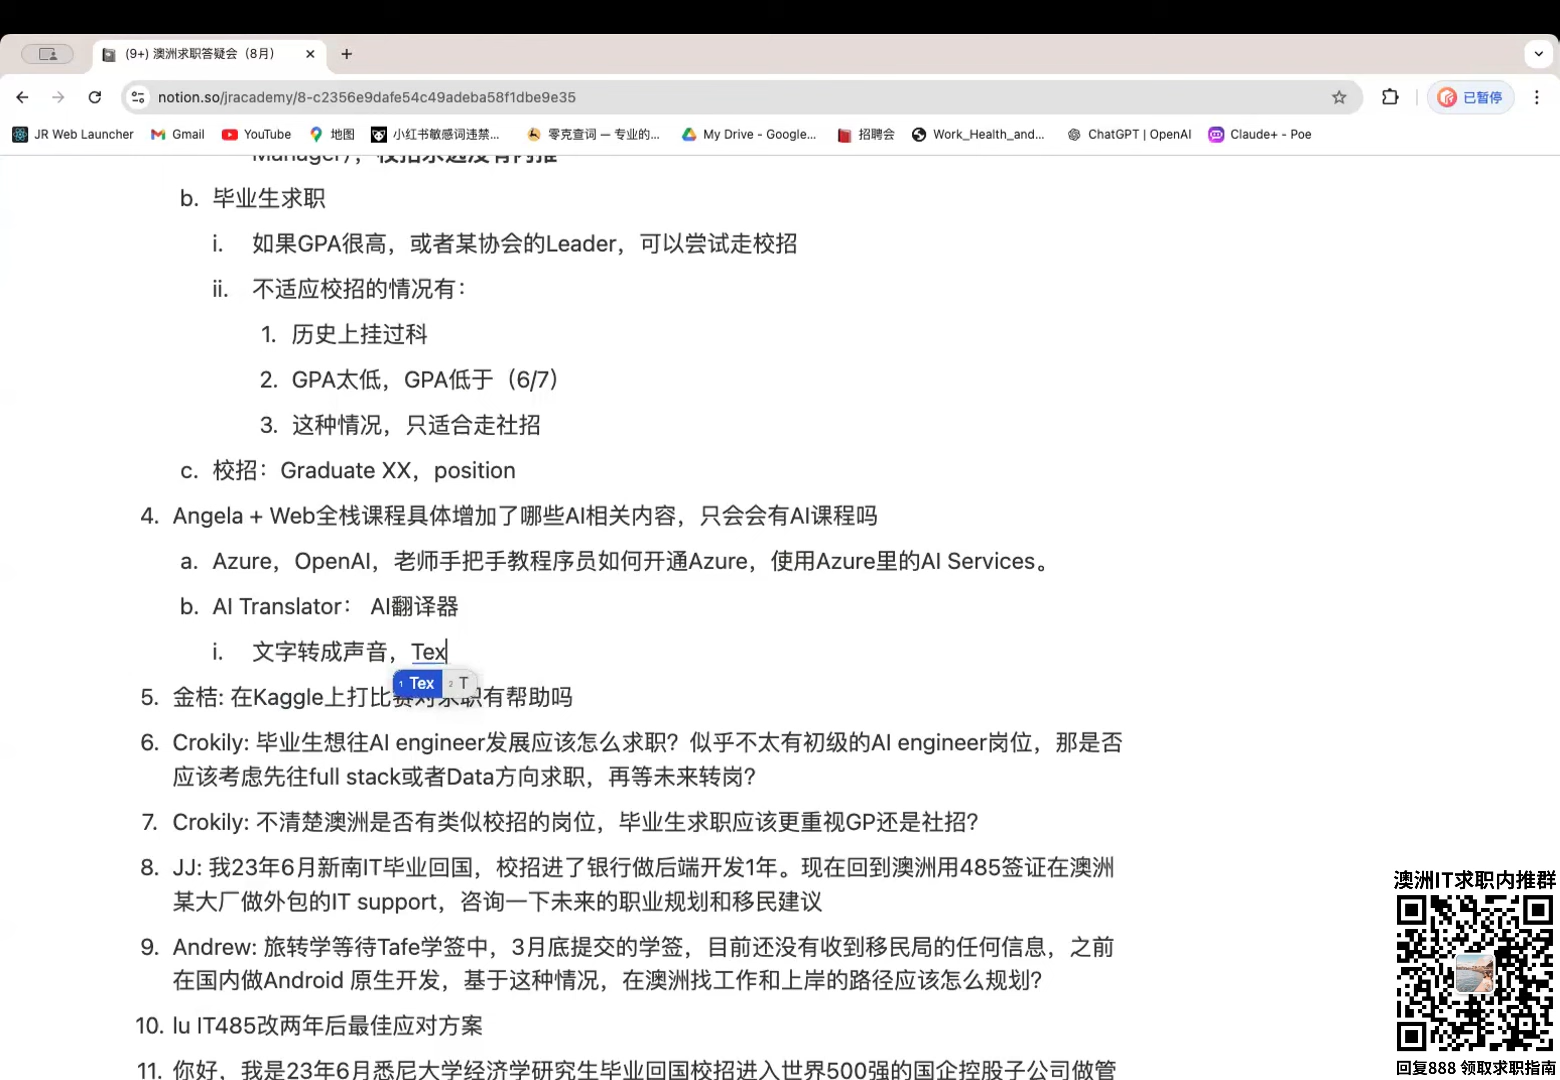 (9+) 澳洲求职答疑会（8月）
notion.so/jracademy/8-c2356e9dafe54c49adeba58f1dbe9e35
已暂停
JR Web Launcher
Gmail
YouTube
地图
小红书敏感词违禁...
零克查词 — 专业的...
My Drive - Google...
招聘会
Work_Health_and...
ChatGPT | OpenAI
Claude+ - Poe
Manager)，校招永远没有内推
b. 毕业生求职
i. 如果GPA很高，或者某协会的Leader，可以尝试走校招
ii. 不适应校招的情况有：
1. 历史上挂过科
2. GPA太低，GPA低于（6/7）
3. 这种情况，只适合走社招
c. 校招：Graduate XX，position
4. Angela + Web全栈课程具体增加了哪些AI相关内容，只会会有AI课程吗
a. Azure，OpenAI，老师手把手教程序员如何开通Azure，使用Azure里的AI Services。
b. AI Translator： AI翻译器
i. 文字转成声音，Tex
1 Tex 2 T
5. 金桔: 在Kaggle上打比赛对求职有帮助吗
6. Crokily: 毕业生想往AI engineer发展应该怎么求职？似乎不太有初级的AI engineer岗位，那是否
应该考虑先往full stack或者Data方向求职，再等未来转岗？
7. Crokily: 不清楚澳洲是否有类似校招的岗位，毕业生求职应该更重视GP还是社招？
8. JJ: 我23年6月新南IT毕业回国，校招进了银行做后端开发1年。现在回到澳洲用485签证在澳洲
某大厂做外包的IT support，咨询一下未来的职业规划和移民建议
9. Andrew: 旅转学等待Tafe学签中，3月底提交的学签，目前还没有收到移民局的任何信息，之前
在国内做Android 原生开发，基于这种情况，在澳洲找工作和上岸的路径应该怎么规划？
10. lu IT485改两年后最佳应对方案
11. 你好，我是23年6月悉尼大学经济学研究生毕业回国校招进入世界500强的国企控股子公司做管
澳洲IT求职内推群
回复888 领取求职指南